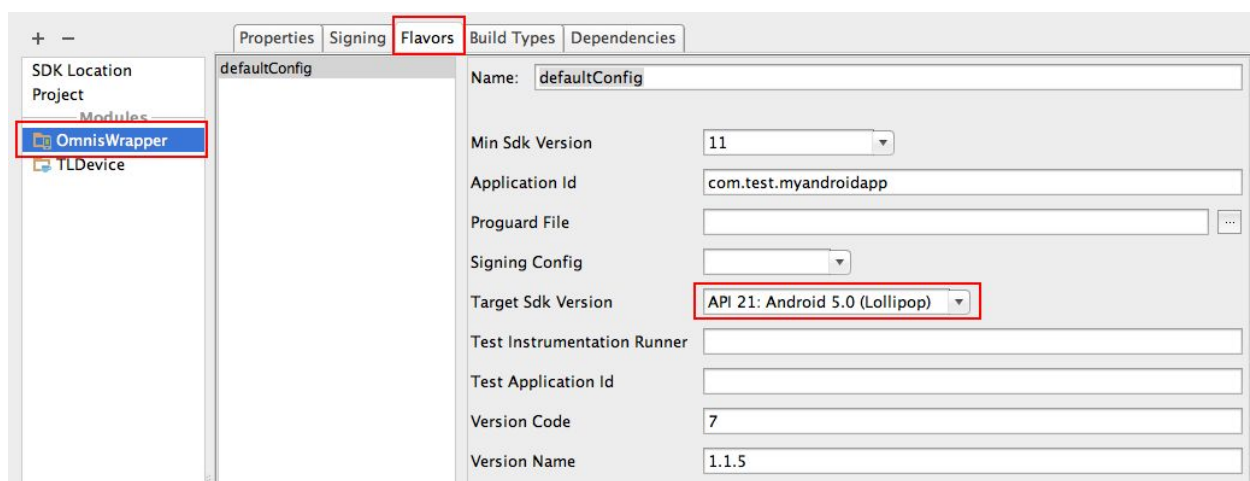 + −
Properties Signing Flavors Build Types Dependencies
SDK Location
Project
Modules
OmnisWrapper
TLDevice
defaultConfig
Name: defaultConfig
Min Sdk Version 11
Application Id com.test.myandroidapp
Proguard File ...
Signing Config
Target Sdk Version API 21: Android 5.0 (Lollipop)
Test Instrumentation Runner
Test Application Id
Version Code 7
Version Name 1.1.5